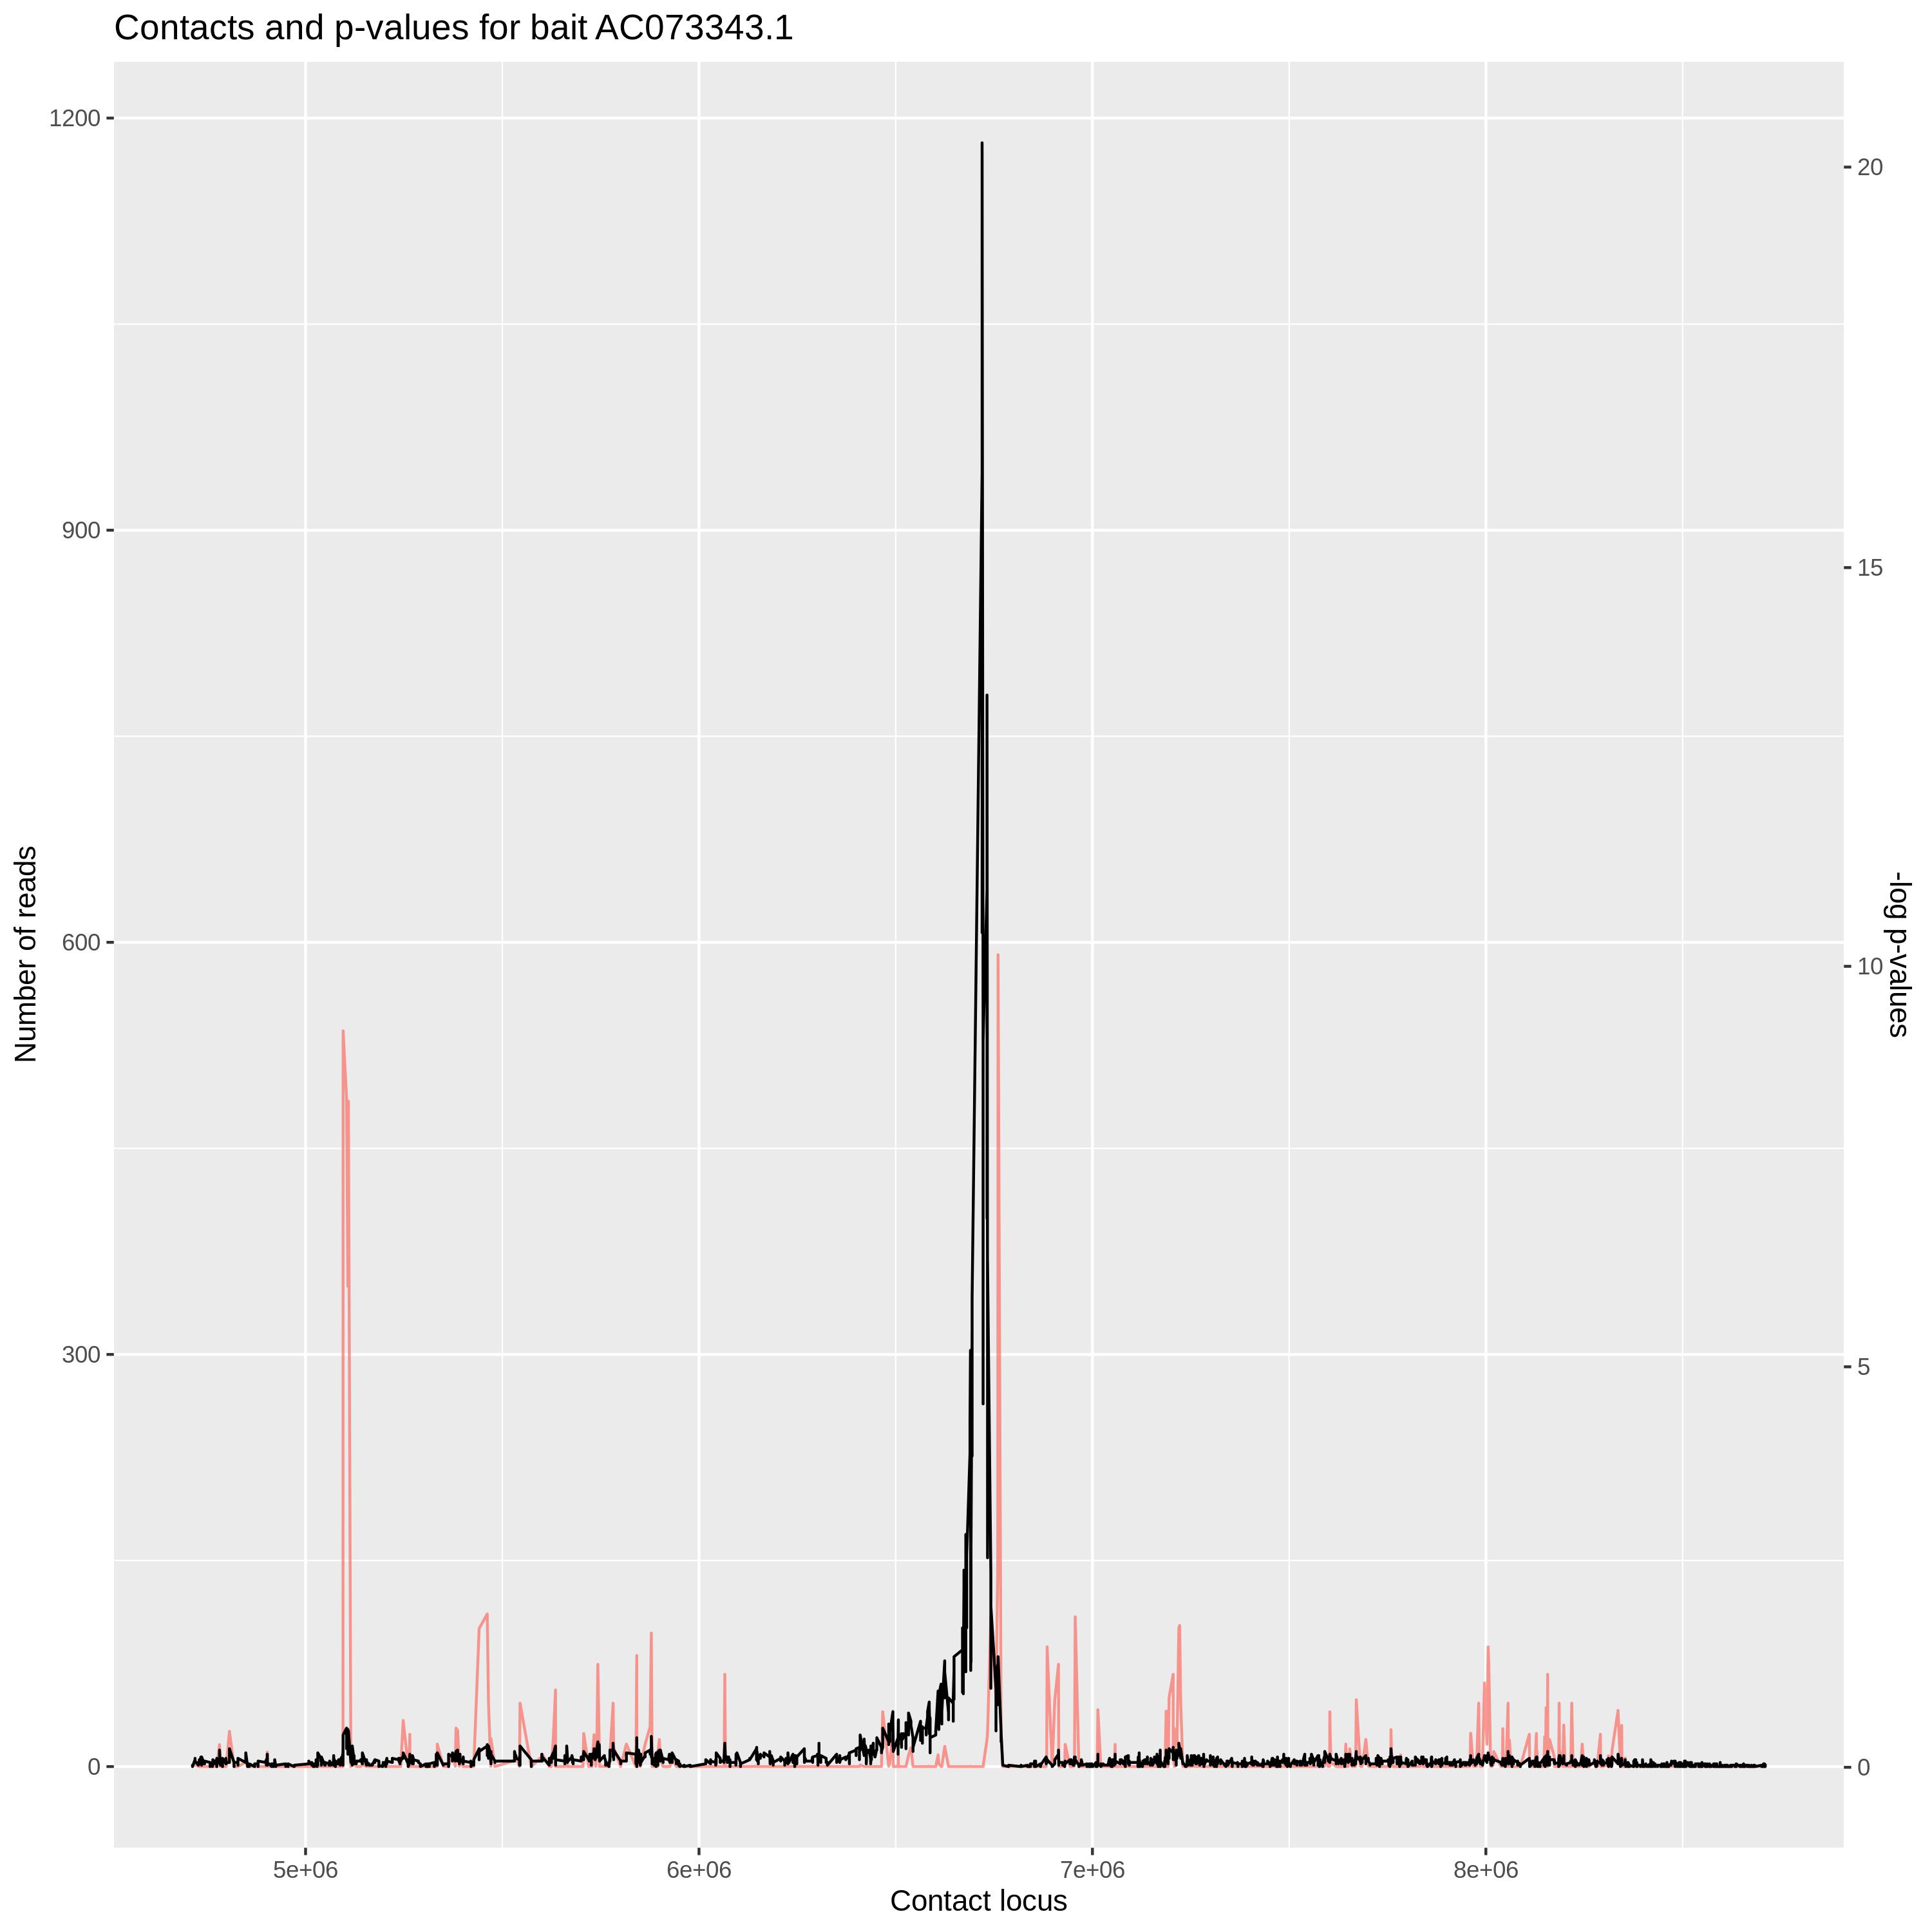 Contacts and p-values for bait AC073343.1
1200
900
600
300
0
Number of reads
20
15
10
5
0
-log p-values
5e+06
6e+06
7e+06
8e+06
Contact locus